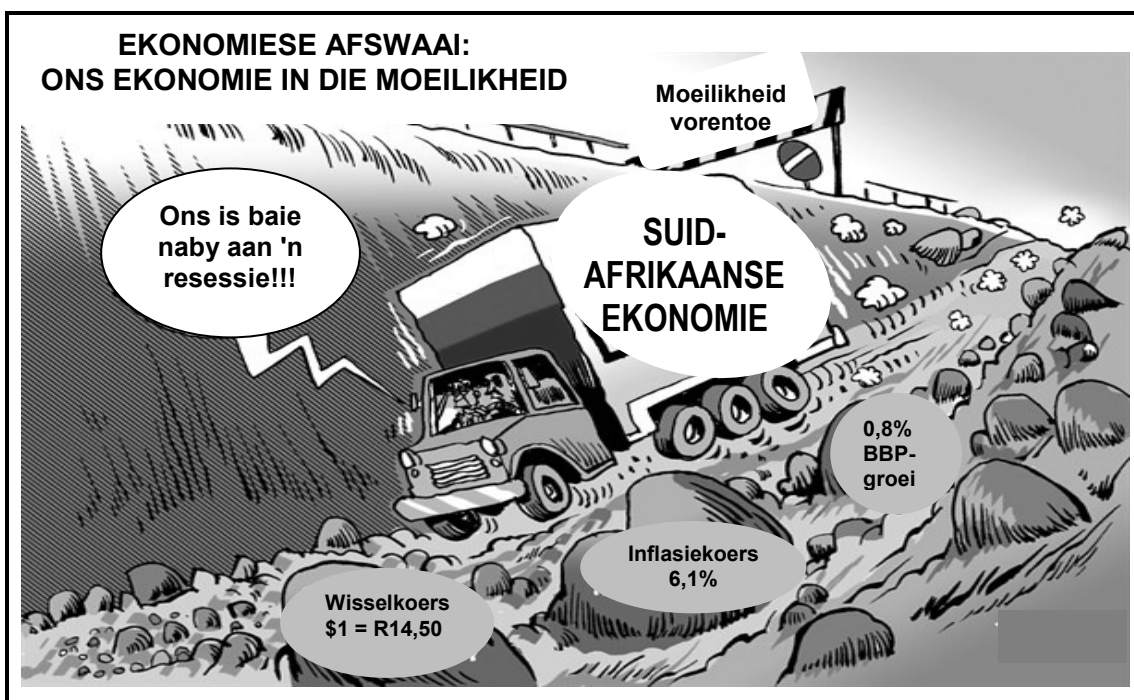 EKONOMIESE AFSWAAI:
ONS EKONOMIE IN DIE MOEILIKHEID
Moeilikheid
vorentoe
Ons is baie
naby aan 'n
resessie!!!
SUID-
AFRIKAANSE
EKONOMIE
0,8%
BBP-
groei
Inflasiekoers
6,1%
Wisselkoers
$1 = R14,50